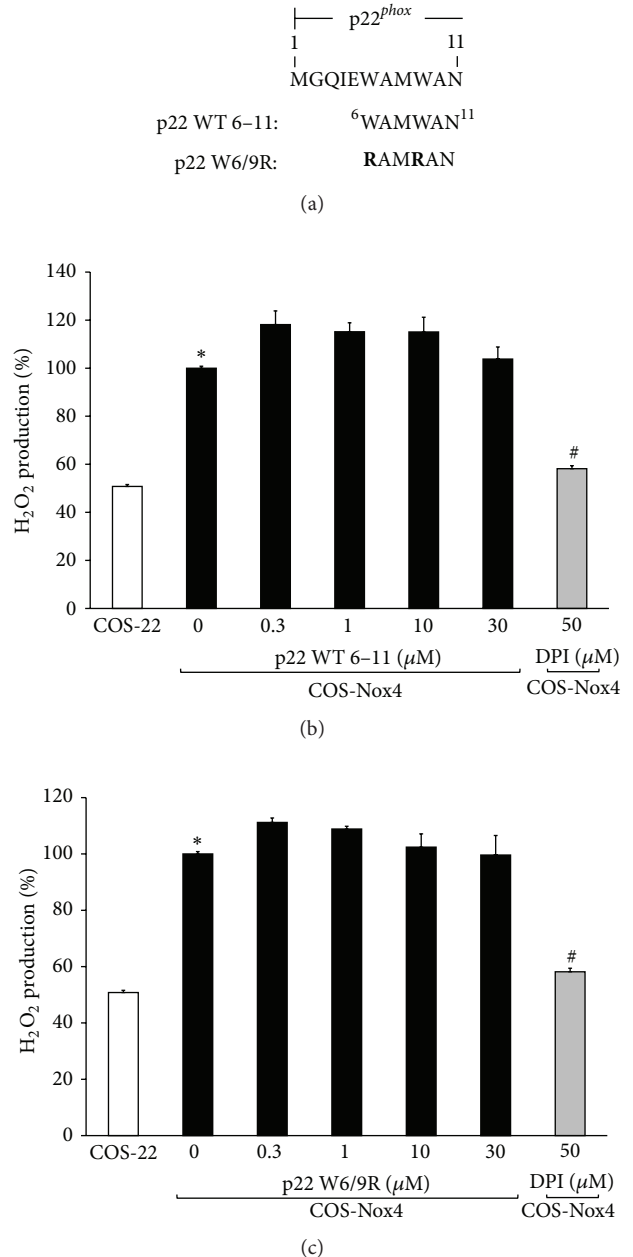 p22^phox
1 11
MGQIEWAMWAN
p22 WT 6–11: ⁶WAMWAN¹¹
p22 W6/9R: RAMRAN
(a)
140
120
100
80
60
40
20
0
H₂O₂ production (%)
*
#
COS-22 0 0.3 1 10 30 50
p22 WT 6–11 (μM) DPI (μM)
COS-Nox4 COS-Nox4
(b)
120
100
80
60
40
20
0
H₂O₂ production (%)
*
#
COS-22 0 0.3 1 10 30 50
p22 W6/9R (μM) DPI (μM)
COS-Nox4 COS-Nox4
(c)